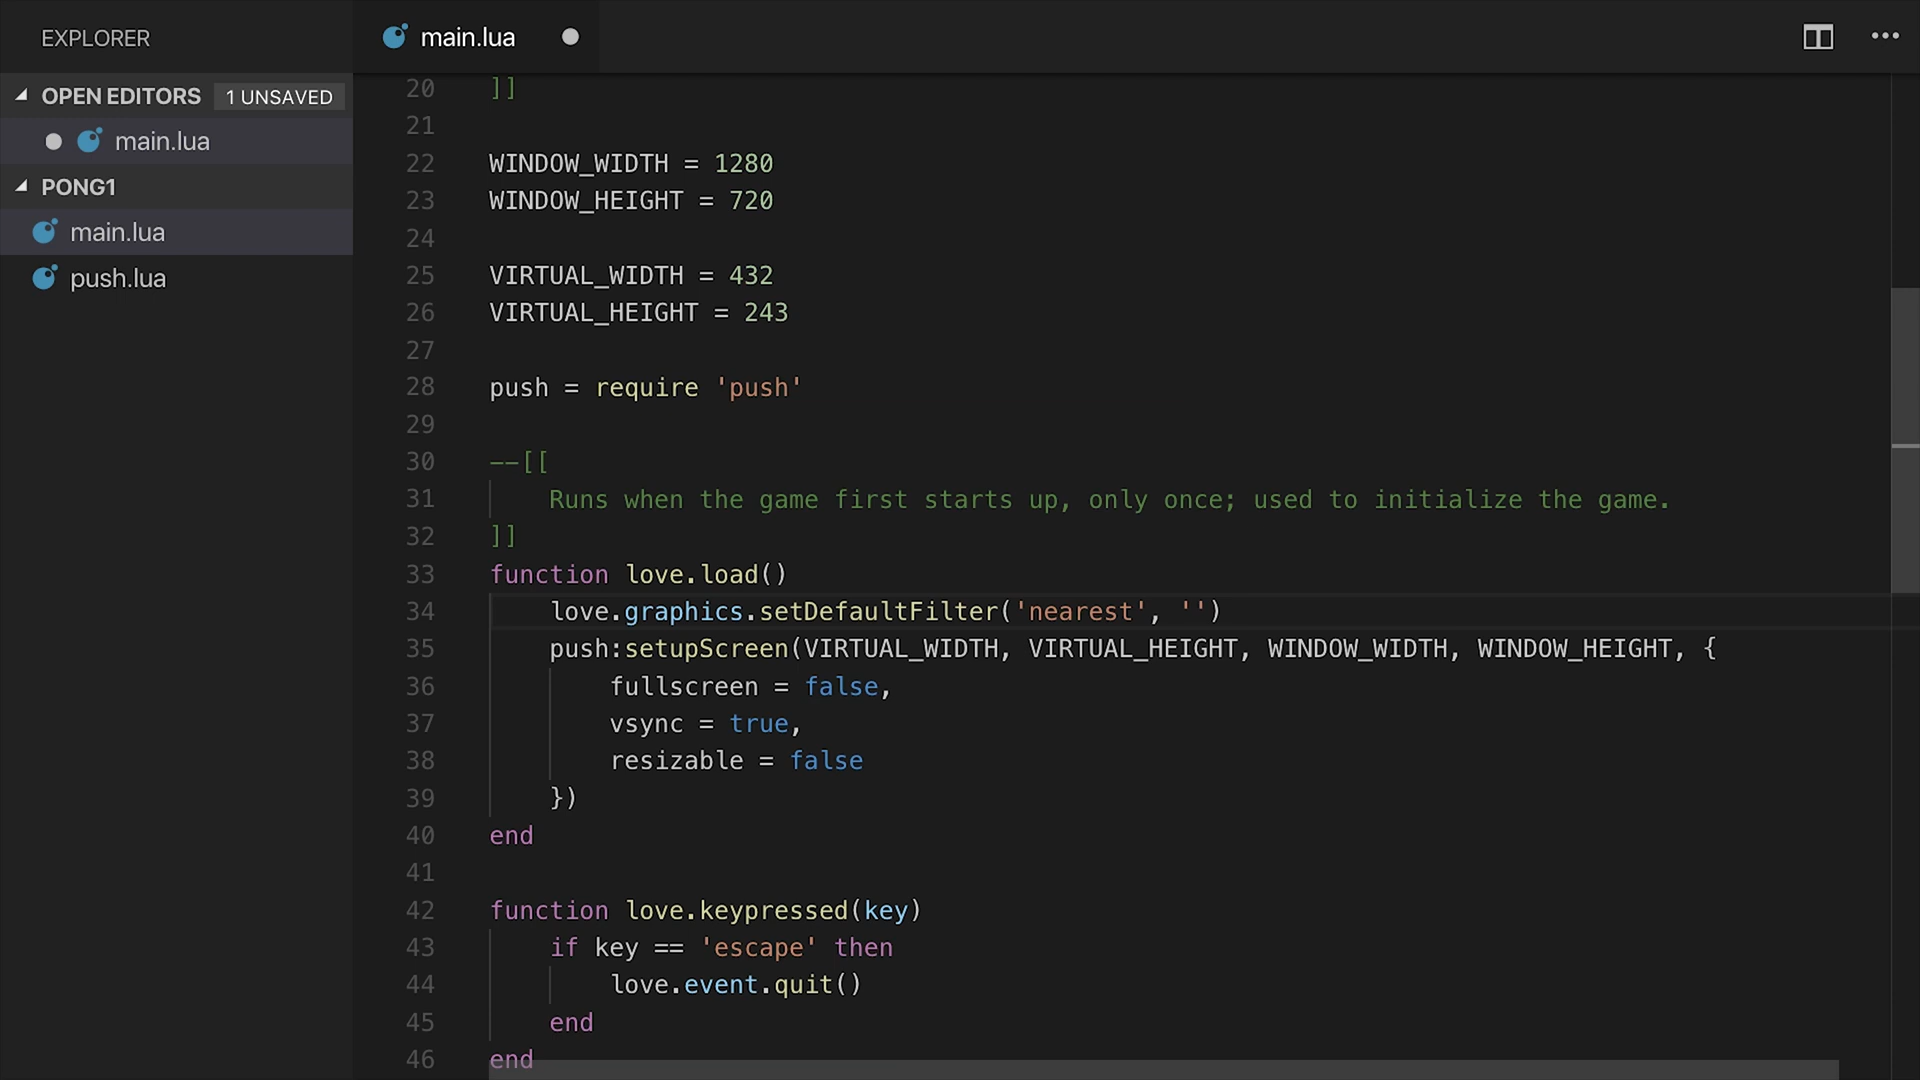 EXPLORER
OPEN EDITORS 1 UNSAVED
main.lua
PONG1
main.lua
push.lua
main.lua
20 ]]
21
22 WINDOW_WIDTH = 1280
23 WINDOW_HEIGHT = 720
24
25 VIRTUAL_WIDTH = 432
26 VIRTUAL_HEIGHT = 243
27
28 push = require 'push'
29
30 --[[
31     Runs when the game first starts up, only once; used to initialize the game.
32 ]]
33 function love.load()
34     love.graphics.setDefaultFilter('nearest', '')
35     push:setupScreen(VIRTUAL_WIDTH, VIRTUAL_HEIGHT, WINDOW_WIDTH, WINDOW_HEIGHT, {
36         fullscreen = false,
37         vsync = true,
38         resizable = false
39     })
40 end
41
42 function love.keypressed(key)
43     if key == 'escape' then
44         love.event.quit()
45     end
46 end